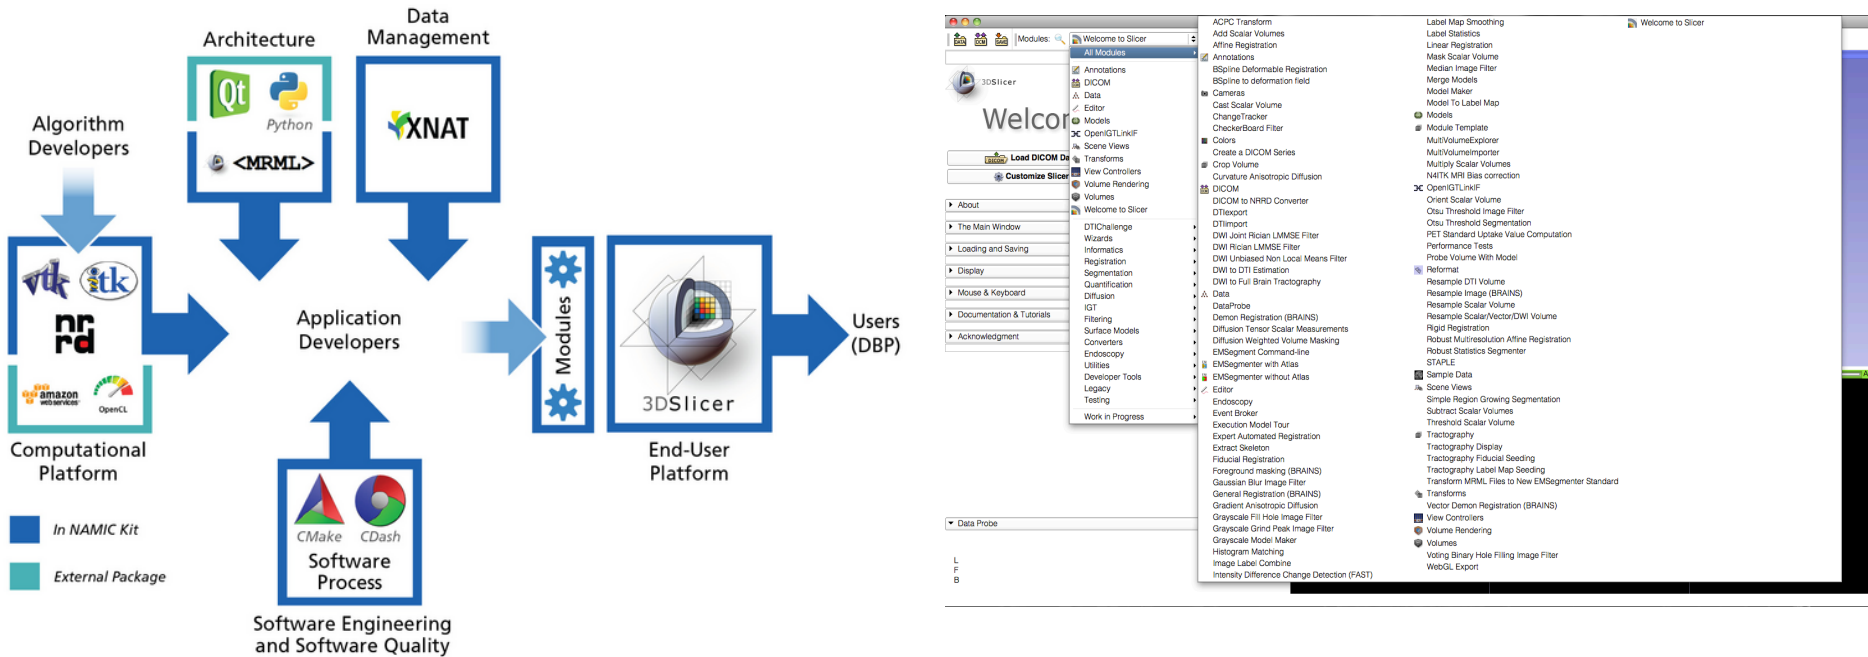 Data
Management
Architecture
Qt
Python
<MRML>
XNAT
Algorithm
Developers
vtk
itk
nrrd
amazon
webservices
OpenCL
Computational
Platform
Application
Developers
Modules
3DSlicer
End-User
Platform
Users
(DBP)
CMake
CDash
Software
Process
Software Engineering
and Software Quality
In NAMIC Kit
External Package
DATA
DCM
SAVE
Modules:
Welcome to Slicer
3DSlicer
Welco
DICOM
Load DICOM Da
Customize Slicer
About
The Main Window
Loading and Saving
Display
Mouse & Keyboard
Documentation & Tutorials
Acknowledgment
Data Probe
L
F
B
All Modules
Annotations
DICOM
Data
Editor
Models
OpenIGTLinkIF
Scene Views
Transforms
View Controllers
Volume Rendering
Volumes
Welcome to Slicer
DTIChallenge
Wizards
Informatics
Registration
Segmentation
Quantification
Diffusion
IGT
Filtering
Surface Models
Converters
Endoscopy
Utilities
Developer Tools
Legacy
Testing
Work in Progress
ACPC Transform
Add Scalar Volumes
Affine Registration
Annotations
BSpline Deformable Registration
BSpline to deformation field
Cameras
Cast Scalar Volume
ChangeTracker
CheckerBoard Filter
Colors
Create a DICOM Series
Crop Volume
Curvature Anisotropic Diffusion
DICOM
DICOM to NRRD Converter
DTIexport
DTIimport
DWI Joint Rician LMMSE Filter
DWI Rician LMMSE Filter
DWI Unbiased Non Local Means Filter
DWI to DTI Estimation
DWI to Full Brain Tractography
Data
DataProbe
Demon Registration (BRAINS)
Diffusion Tensor Scalar Measurements
Diffusion Weighted Volume Masking
EMSegment Command-line
EMSegmenter with Atlas
EMSegmenter without Atlas
Editor
Endoscopy
Event Broker
Execution Model Tour
Expert Automated Registration
Extract Skeleton
Fiducial Registration
Foreground masking (BRAINS)
Gaussian Blur Image Filter
General Registration (BRAINS)
Gradient Anisotropic Diffusion
Grayscale Fill Hole Image Filter
Grayscale Grind Peak Image Filter
Grayscale Model Maker
Histogram Matching
Image Label Combine
Intensity Difference Change Detection (FAST)
Label Map Smoothing
Label Statistics
Linear Registration
Mask Scalar Volume
Median Image Filter
Merge Models
Model Maker
Model To Label Map
Models
Module Template
MultiVolumeExplorer
MultiVolumeImporter
Multiply Scalar Volumes
N4ITK MRI Bias correction
OpenIGTLinkIF
Orient Scalar Volume
Otsu Threshold Image Filter
Otsu Threshold Segmentation
PET Standard Uptake Value Computation
Performance Tests
Probe Volume With Model
Reformat
Resample DTI Volume
Resample Image (BRAINS)
Resample Scalar Volume
Resample Scalar/Vector/DWI Volume
Rigid Registration
Robust Multiresolution Affine Registration
Robust Statistics Segmenter
STAPLE
Sample Data
Scene Views
Simple Region Growing Segmentation
Subtract Scalar Volumes
Threshold Scalar Volume
Tractography
Tractography Display
Tractography Fiducial Seeding
Tractography Label Map Seeding
Transform MRML Files to New EMSegmenter Standard
Transforms
Vector Demon Registration (BRAINS)
View Controllers
Volume Rendering
Volumes
Voting Binary Hole Filling Image Filter
WebGL Export
Welcome to Slicer
A